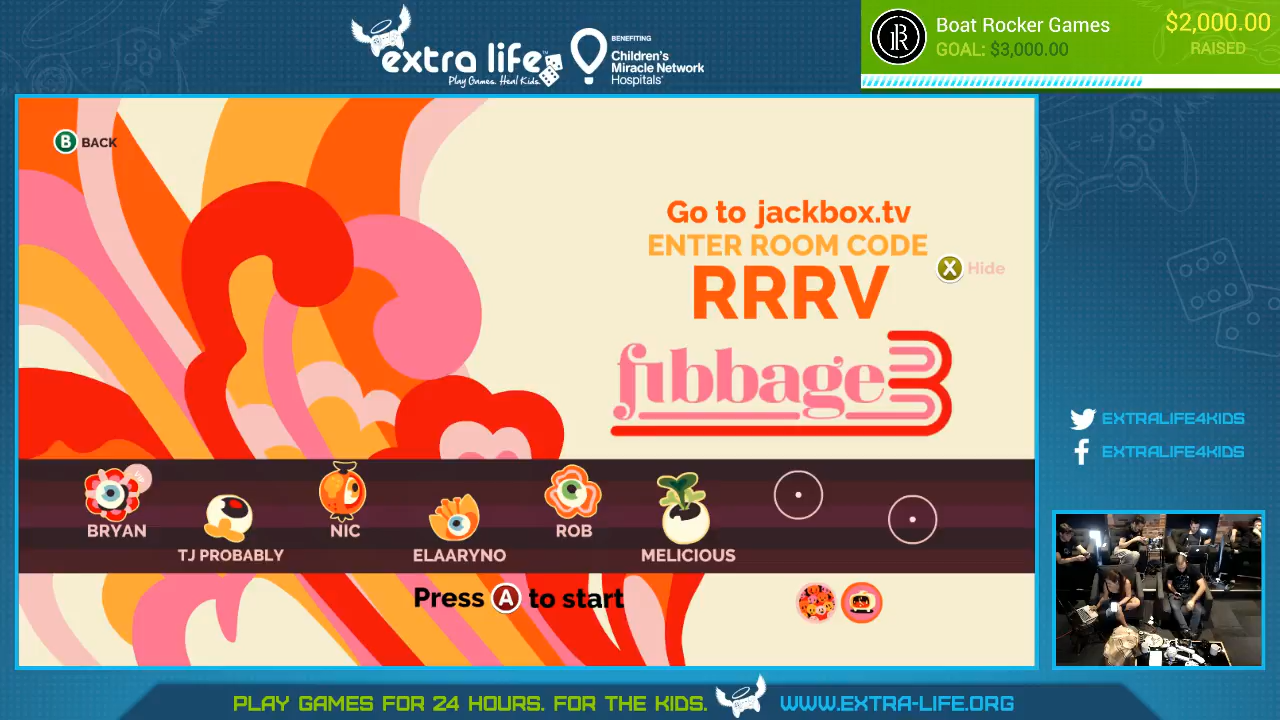 extra life™
Play Games. Heal Kids.
BENEFITING
Children's
Miracle Network
Hospitals®
Boat Rocker Games
GOAL: $3,000.00
$2,000.00
RAISED
B BACK
Go to jackbox.tv
ENTER ROOM CODE
RRRV
X Hide
fibbage 3
BRYAN
TJ PROBABLY
NIC
ELAARYNO
ROB
MELICIOUS
Press A to start
EXTRALIFE4KIDS
EXTRALIFE4KIDS
PLAY GAMES FOR 24 HOURS. FOR THE KIDS.
WWW.EXTRA-LIFE.ORG